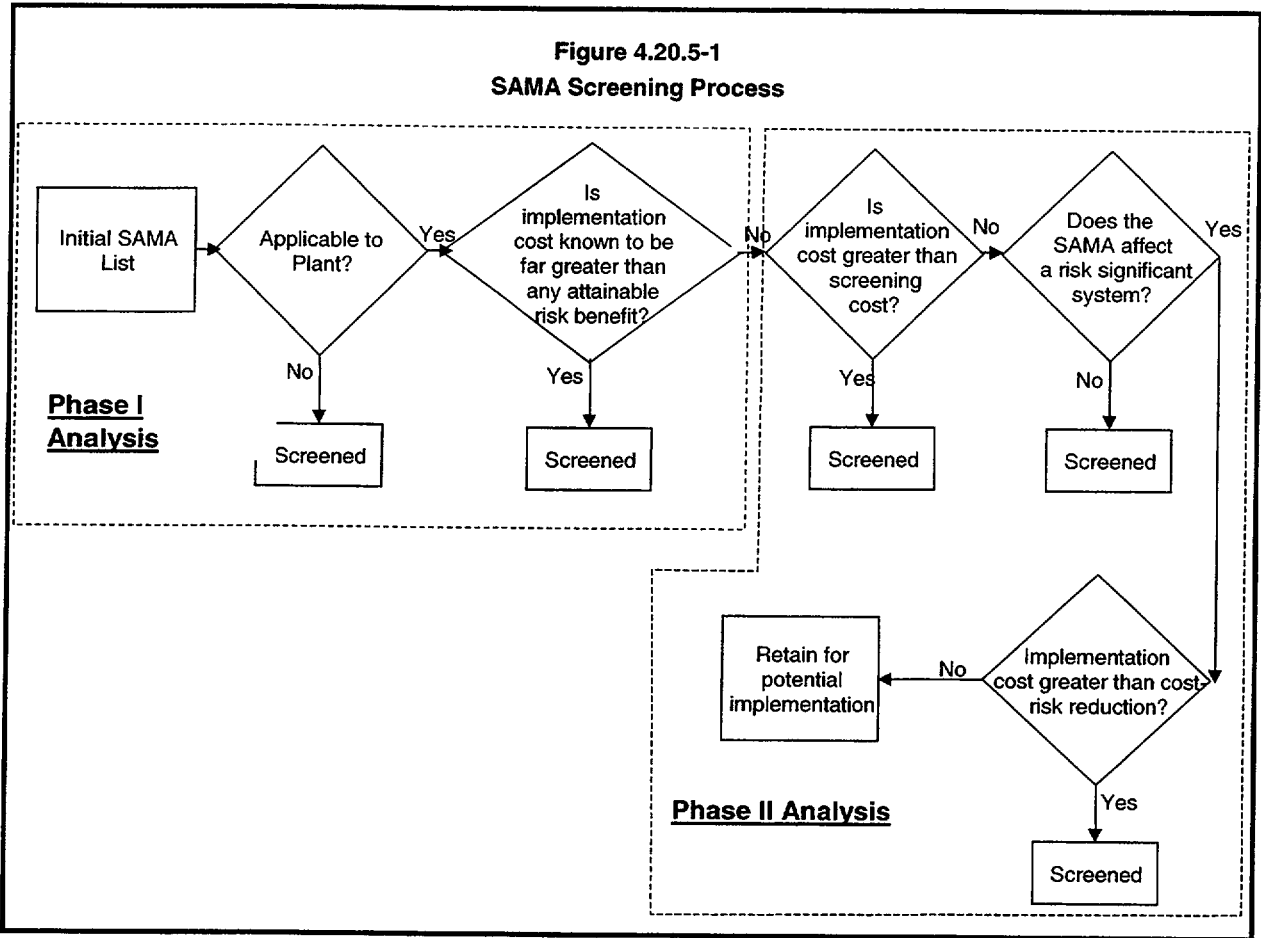 Figure 4.20.5-1
SAMA Screening Process
Initial SAMA
List
Applicable to
Plant?
Yes
No
Screened
Is
implementation
cost known to be
far greater than
any attainable
risk benefit?
No
Yes
Screened
Phase I
Analysis
Is
implementation
cost greater than
screening
cost?
No
Yes
Screened
Does the
SAMA affect
a risk significant
system?
Yes
No
Screened
Implementation
cost greater than cost-
risk reduction?
No
Retain for
potential
implementation
Yes
Screened
Phase II Analysis